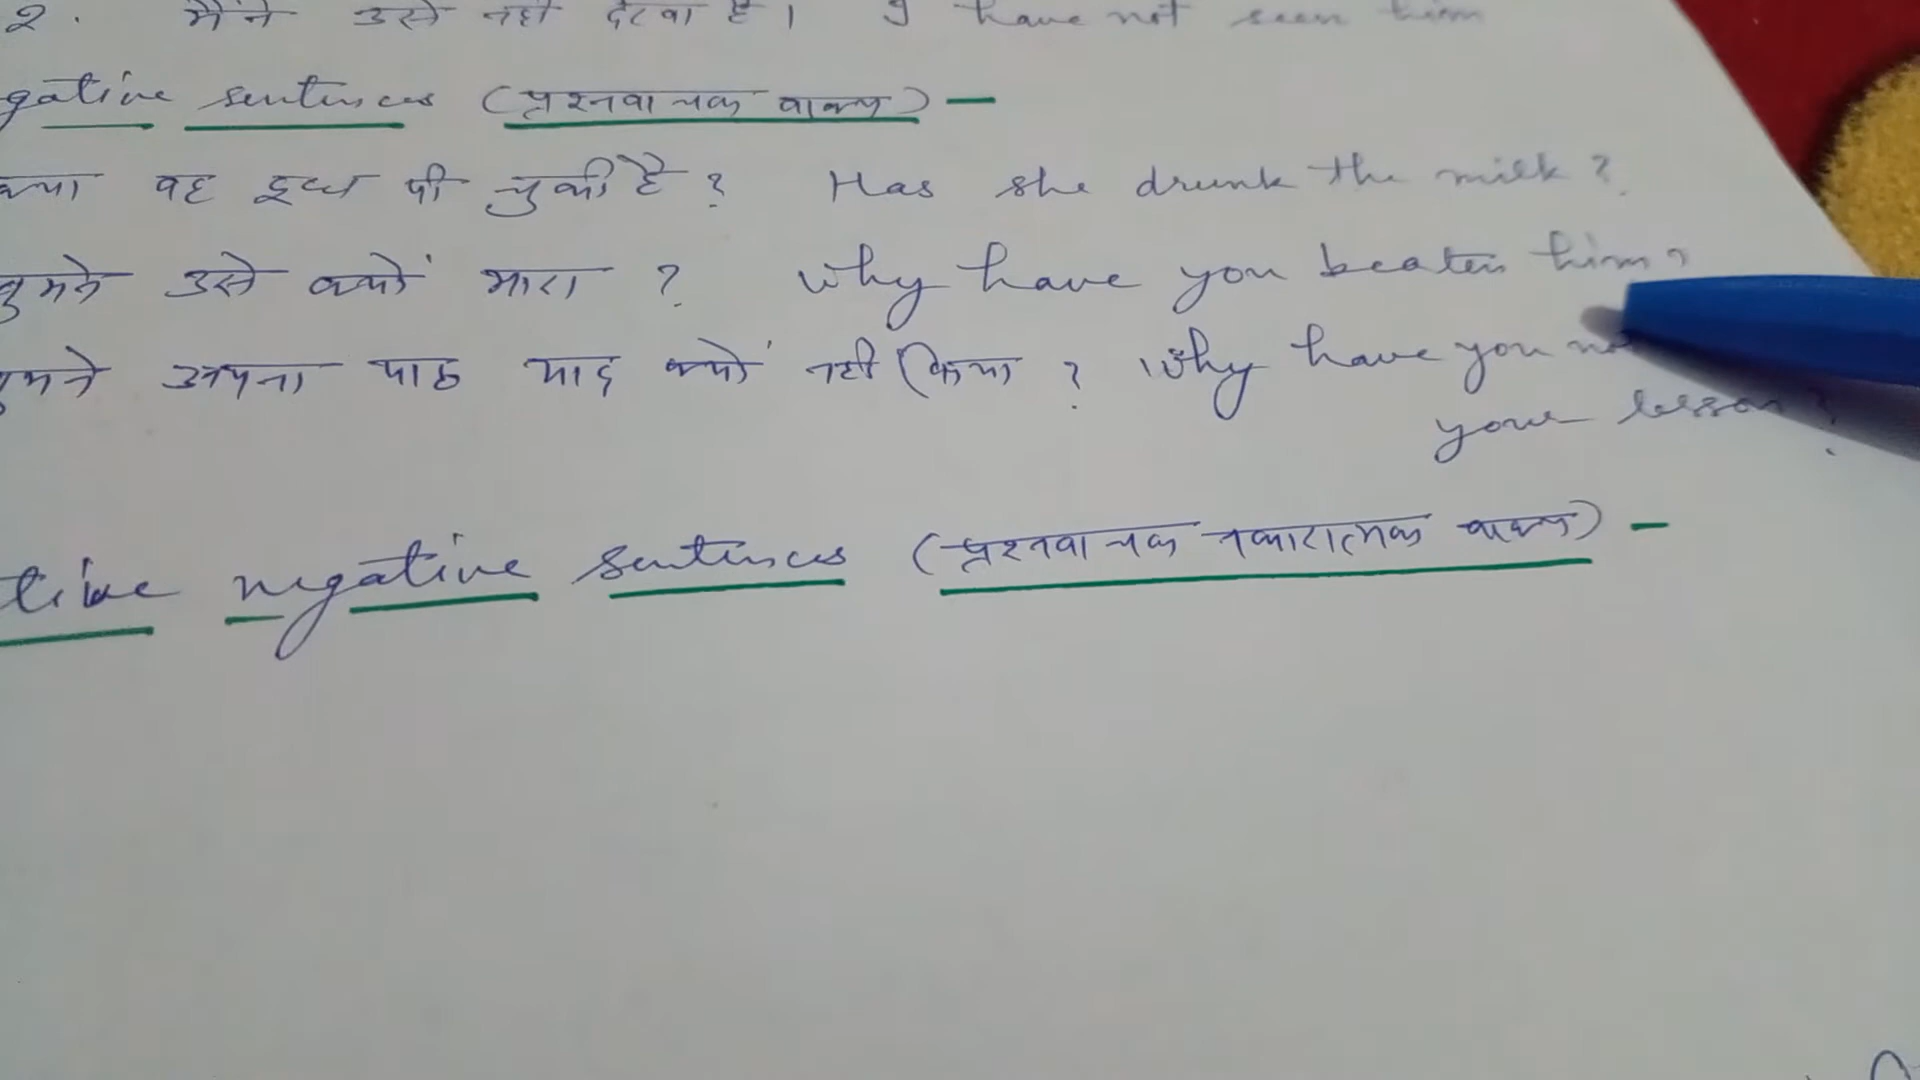 2. मैंने उसे नहीं देखा है। I have not seen him
gative sentences (प्रश्नवाचक वाक्य) —
क्या वह दूध पी चुकी है ? Has she drunk the milk ?
तुमने उसे क्यों मारा ? Why have you beaten him ?
तुमने अपना पाठ याद क्यों नहीं किया ? Why have you
your lesson ?
tive negative sentences (प्रश्नवाचक नकारात्मक वाक्य) —